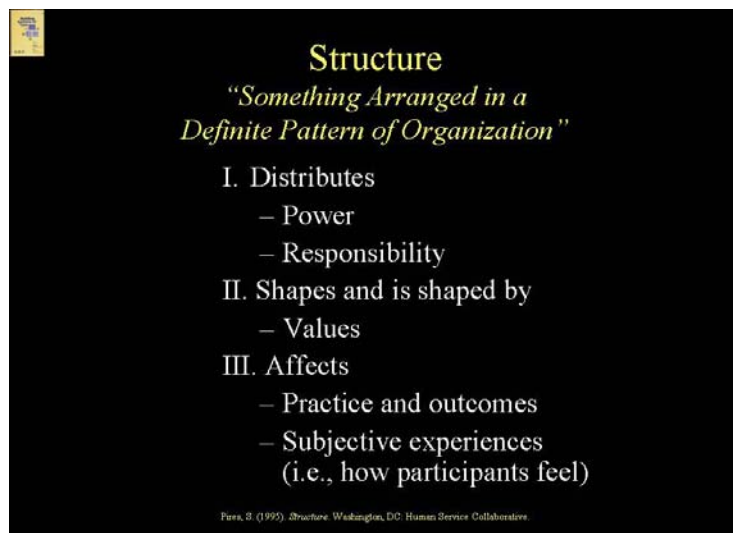 Structure
“Something Arranged in a
Definite Pattern of Organization”
I. Distributes
– Power
– Responsibility
II. Shapes and is shaped by
– Values
III. Affects
– Practice and outcomes
– Subjective experiences
(i.e., how participants feel)
Pires, S. (1995). Structure. Washington, DC: Human Service Collaborative.